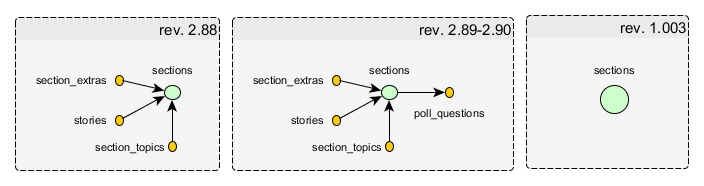 rev. 2.88
sections
section_extras
stories
section_topics
rev. 2.89-2.90
sections
section_extras
stories
poll_questions
section_topics
rev. 1.003
sections